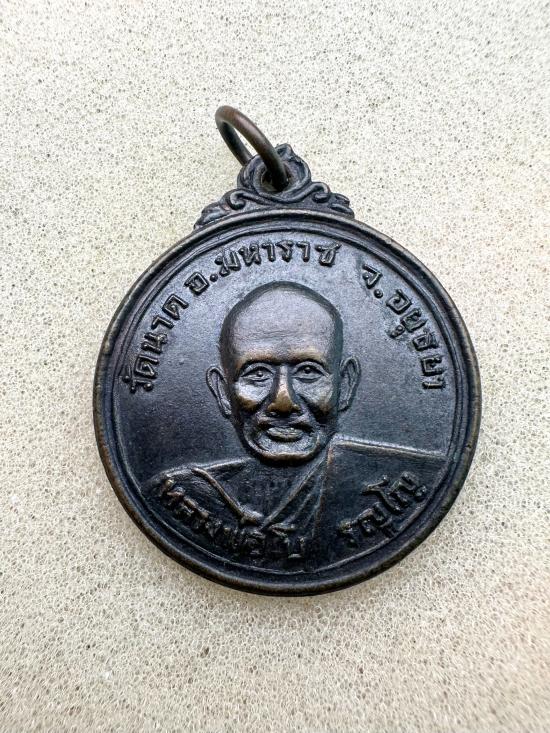 วัดนาค อ.มหาราช จ.อยุธยา
หลวงพ่อ